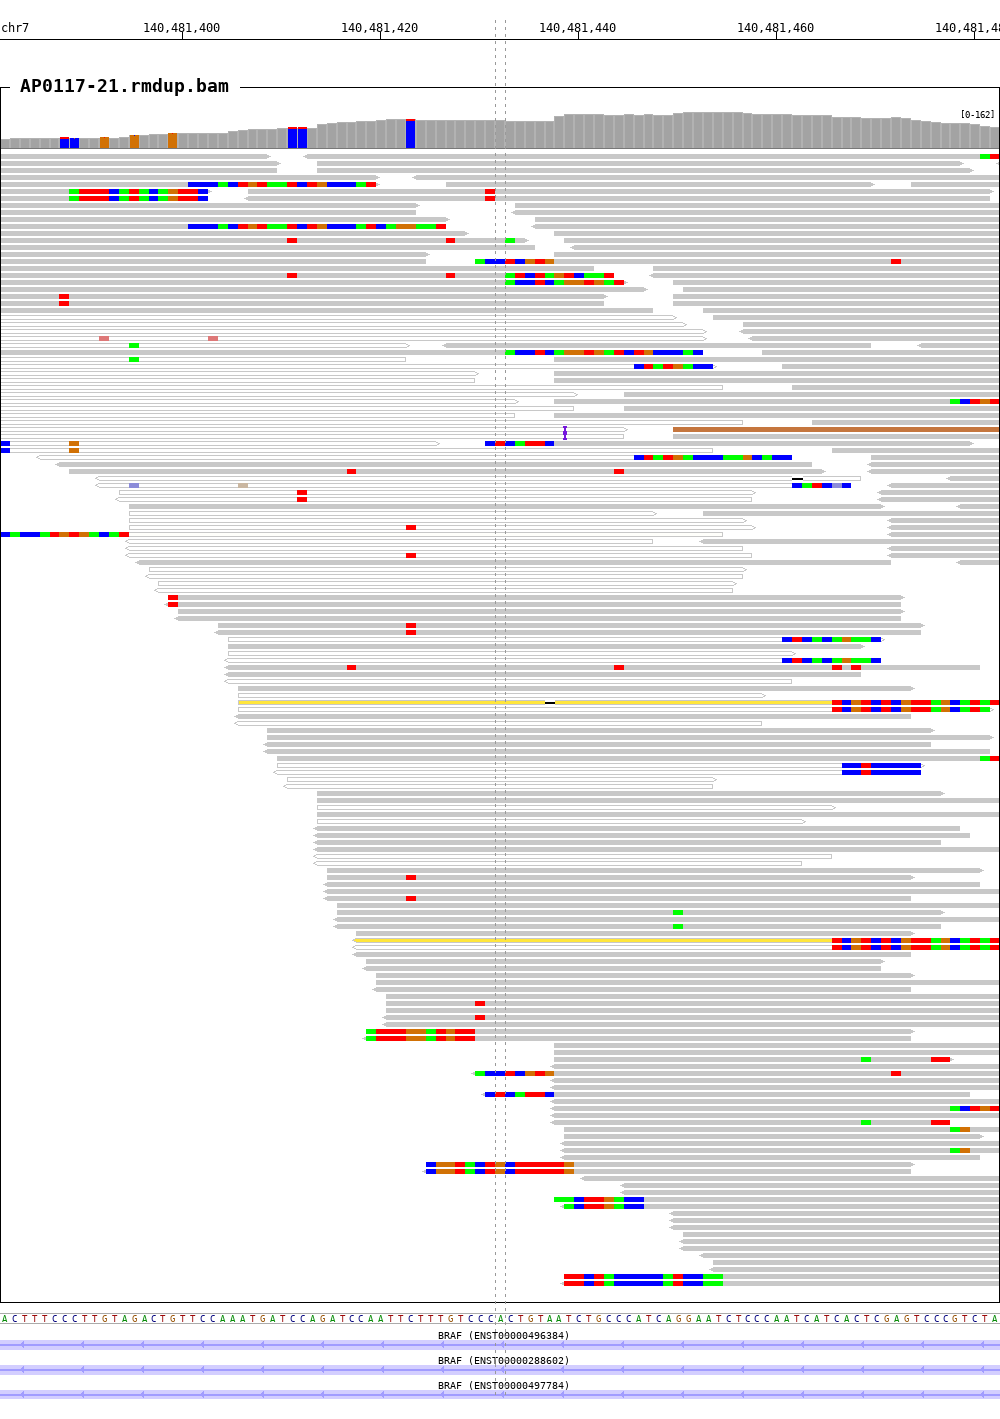 chr7
140,481,400 140,481,420 140,481,440 140,481,460 140,481,48
AP0117-21.rmdup.bam
[0-162]
ACTTTCCCTTGTAGACTGTTCCAAATGATCCAGATCCAATTCTTTGTCCCACTGTAATCTGCCCATCAGGAATCTCCCAATCATCACTCGAGTCCCGTCTA
BRAF (ENST00000496384)
BRAF (ENST00000288602)
BRAF (ENST00000497784)